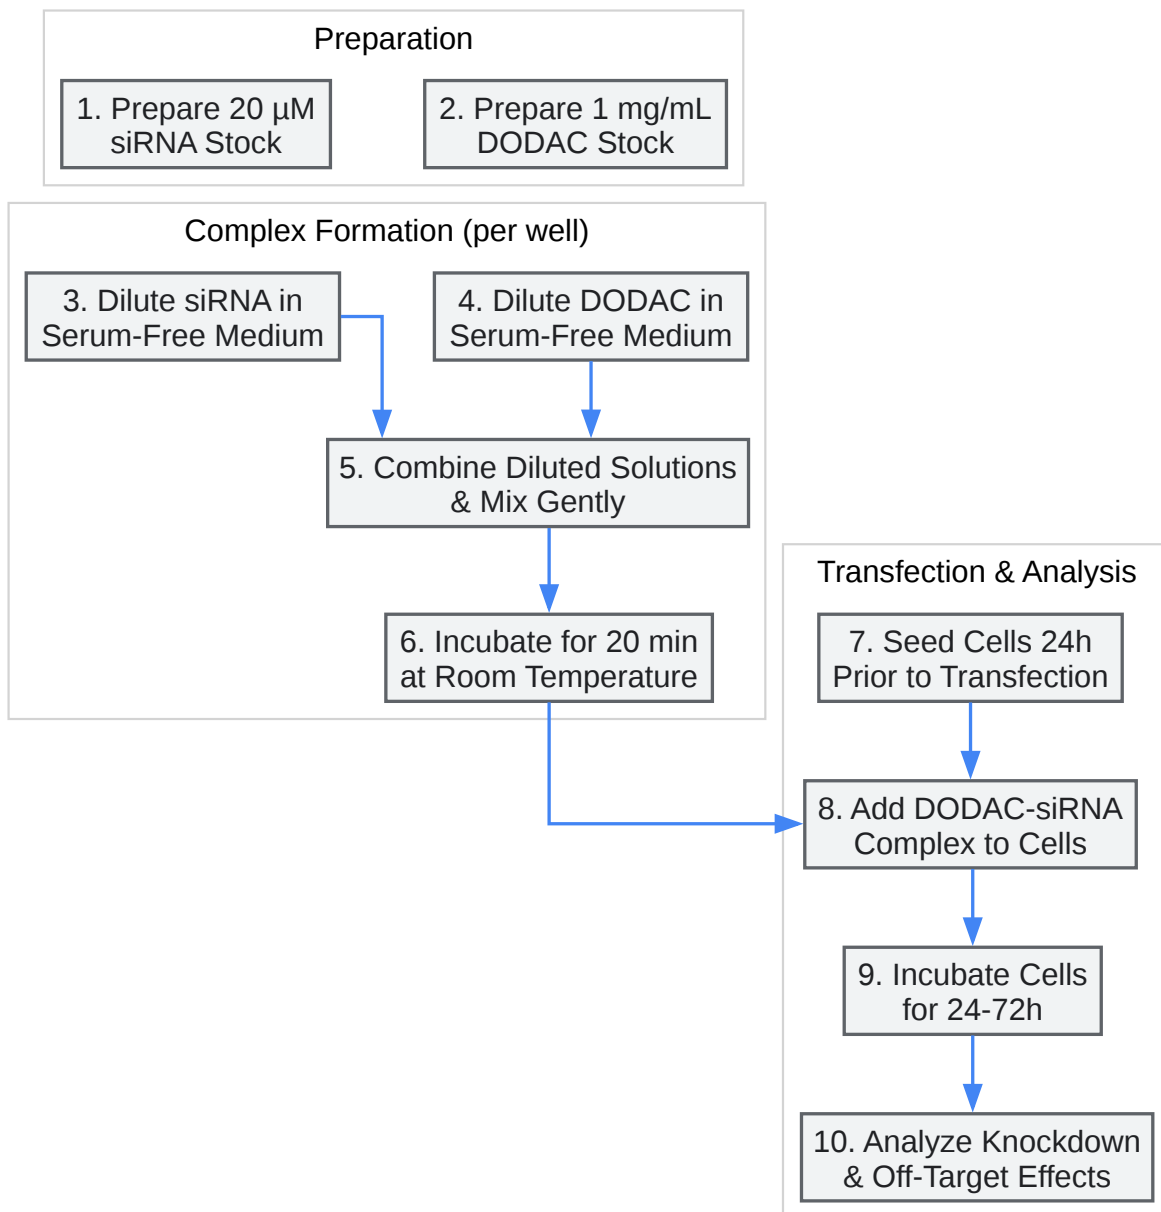 Preparation
1. Prepare 20 µM
siRNA Stock
2. Prepare 1 mg/mL
DODAC Stock
Complex Formation (per well)
3. Dilute siRNA in
Serum-Free Medium
4. Dilute DODAC in
Serum-Free Medium
5. Combine Diluted Solutions
& Mix Gently
6. Incubate for 20 min
at Room Temperature
Transfection & Analysis
7. Seed Cells 24h
Prior to Transfection
8. Add DODAC-siRNA
Complex to Cells
9. Incubate Cells
for 24-72h
10. Analyze Knockdown
& Off-Target Effects